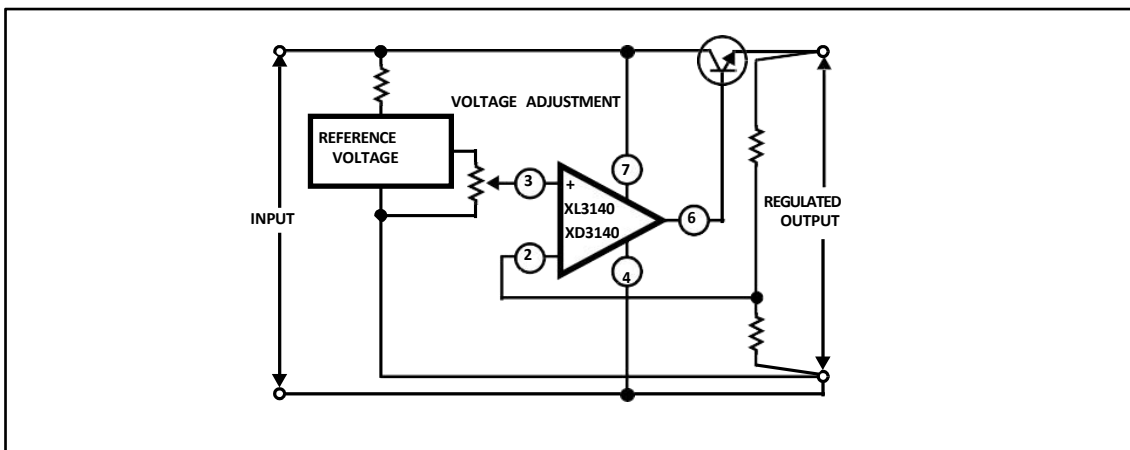 VOLTAGE ADJUSTMENT
REFERENCE
VOLTAGE
3
7
+
XL3140
XD3140
6
INPUT
REGULATED
OUTPUT
2
4